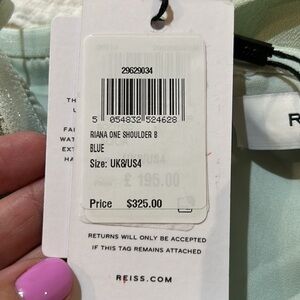 29629034
5 054832 524628
RIANA ONE SHOULDER B
BLUE
Size: UK8/US4
£ 195.00
Price $325.00
RETURNS WILL ONLY BE ACCEPTED
IF THIS TAG REMAINS ATTACHED
REISS.COM
R